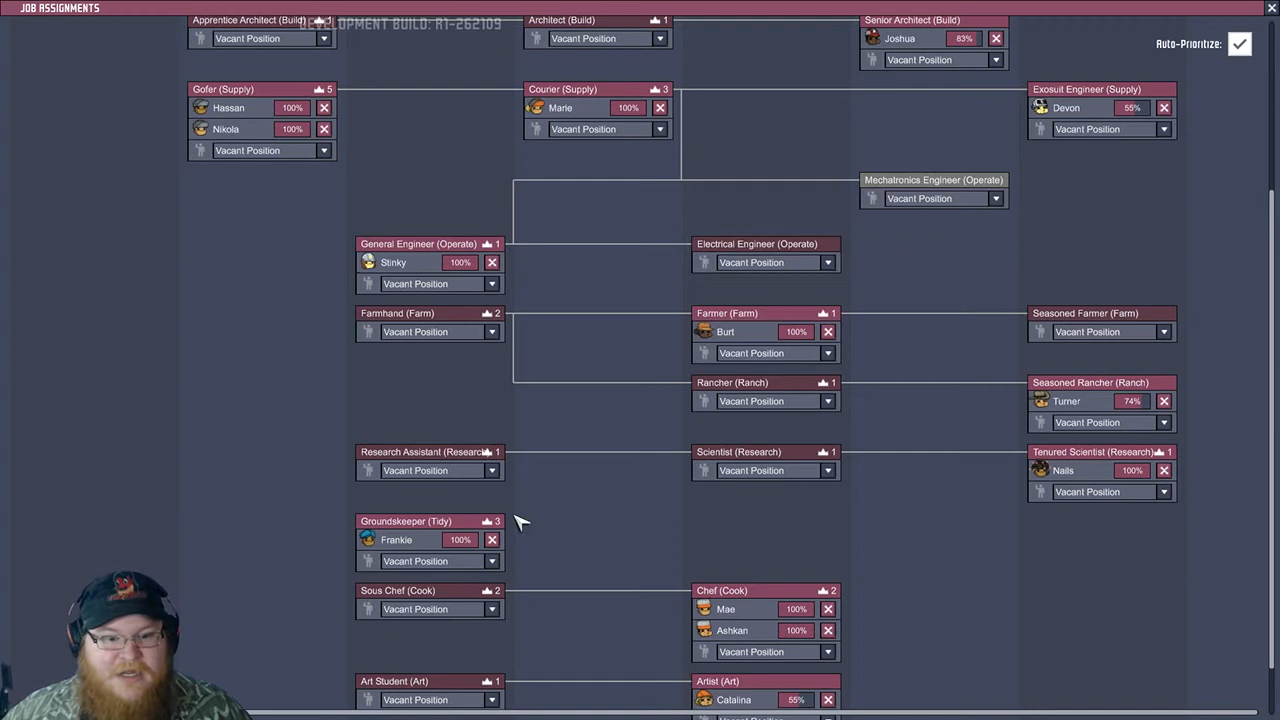 JOB ASSIGNMENTS
DEVELOPMENT BUILD: R1-262109
Auto-Prioritize:
Apprentice Architect (Build) 1
Vacant Position
Architect (Build) 1
Vacant Position
Senior Architect (Build)
Joshua 83%
Vacant Position
Gofer (Supply) 5
Hassan 100%
Nikola 100%
Vacant Position
Courier (Supply) 3
Marie 100%
Vacant Position
Exosuit Engineer (Supply)
Devon 55%
Vacant Position
Mechatronics Engineer (Operate)
Vacant Position
General Engineer (Operate) 1
Stinky 100%
Vacant Position
Electrical Engineer (Operate)
Vacant Position
Farmhand (Farm) 2
Vacant Position
Farmer (Farm) 1
Burt 100%
Vacant Position
Seasoned Farmer (Farm)
Vacant Position
Rancher (Ranch) 1
Vacant Position
Seasoned Rancher (Ranch)
Turner 74%
Vacant Position
Research Assistant (Research 1
Vacant Position
Scientist (Research) 1
Vacant Position
Tenured Scientist (Research) 1
Nails 100%
Vacant Position
Groundskeeper (Tidy) 3
Frankie 100%
Vacant Position
Sous Chef (Cook) 2
Vacant Position
Chef (Cook) 2
Mae 100%
Ashkan 100%
Vacant Position
Art Student (Art) 1
Vacant Position
Artist (Art)
Catalina 55%